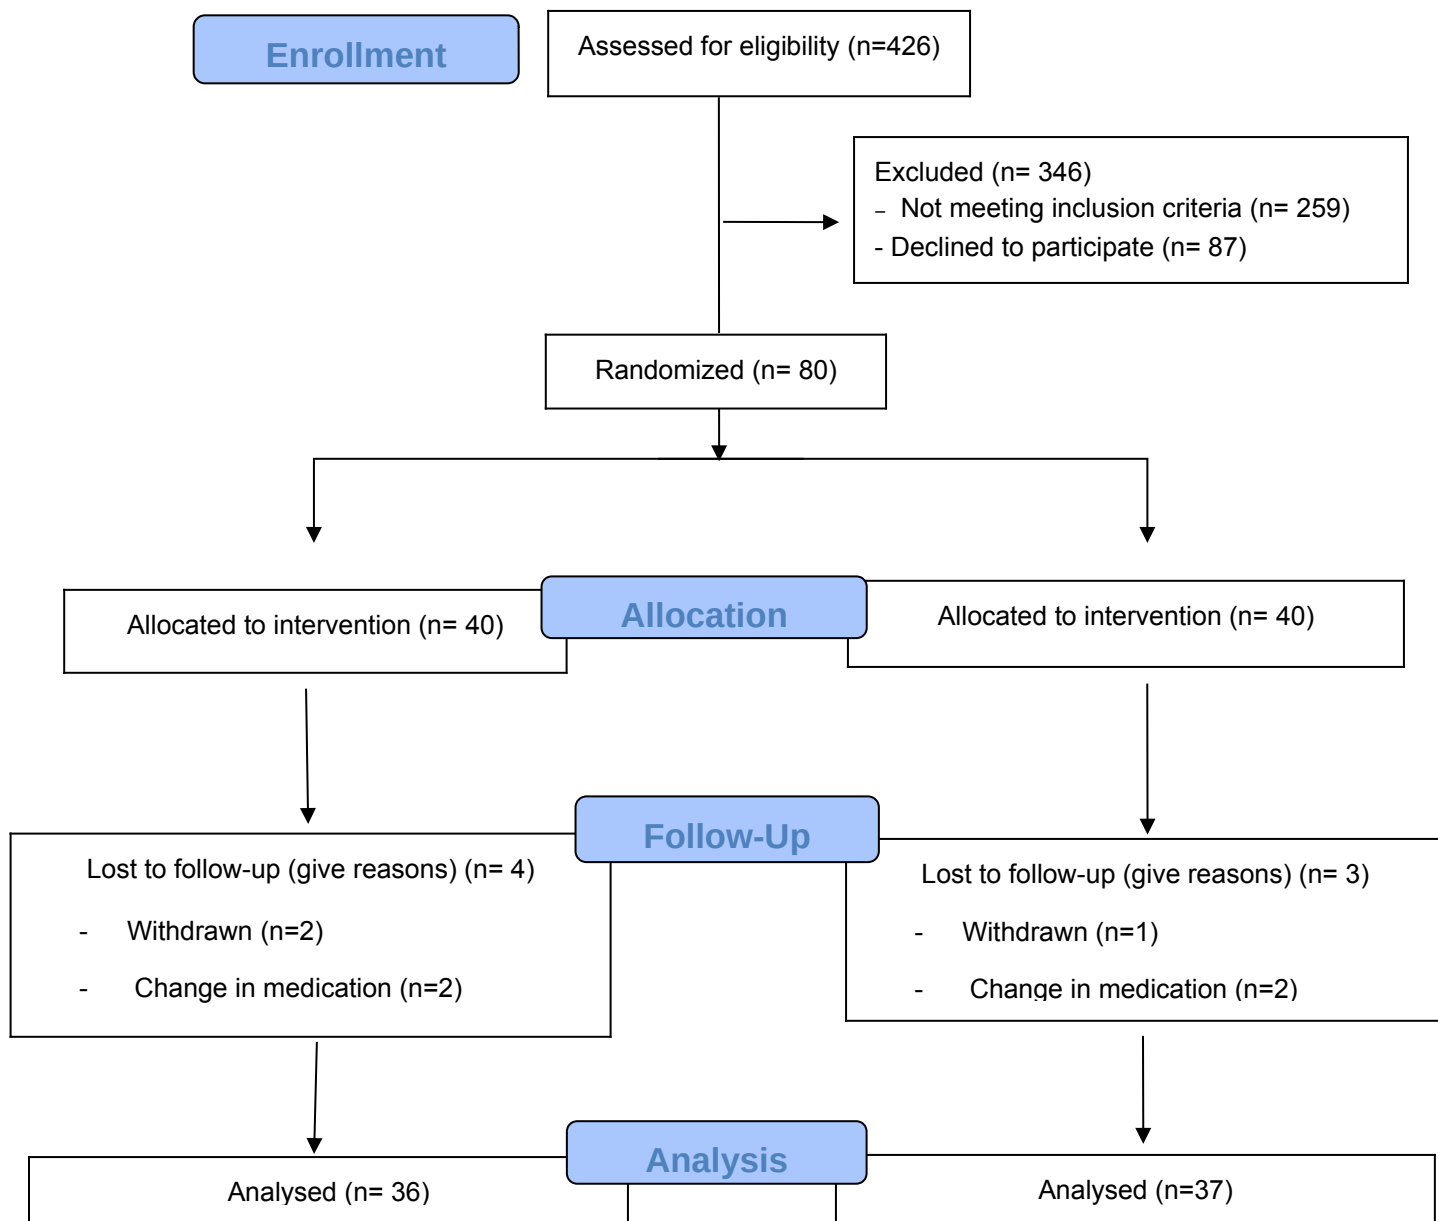 Enrollment
Assessed for eligibility (n=426)
Excluded (n= 346)
– Not meeting inclusion criteria (n= 259)
- Declined to participate (n= 87)
Randomized (n= 80)
Allocation
Allocated to intervention (n= 40)
Allocated to intervention (n= 40)
Follow-Up
Lost to follow-up (give reasons) (n= 4)
- Withdrawn (n=2)
- Change in medication (n=2)
Lost to follow-up (give reasons) (n= 3)
- Withdrawn (n=1)
- Change in medication (n=2)
Analysis
Analysed (n= 36)
Analysed (n=37)